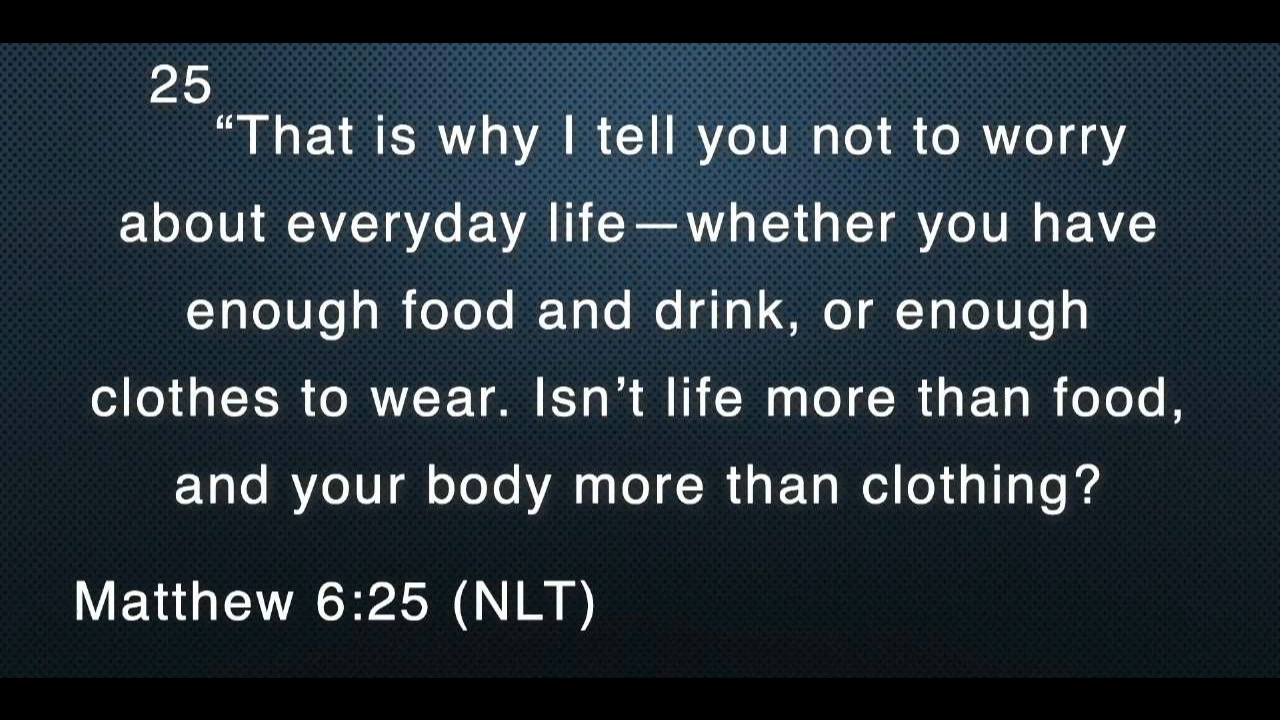 25
“That is why I tell you not to worry
about everyday life—whether you have
enough food and drink, or enough
clothes to wear. Isn’t life more than food,
and your body more than clothing?
Matthew 6:25 (NLT)